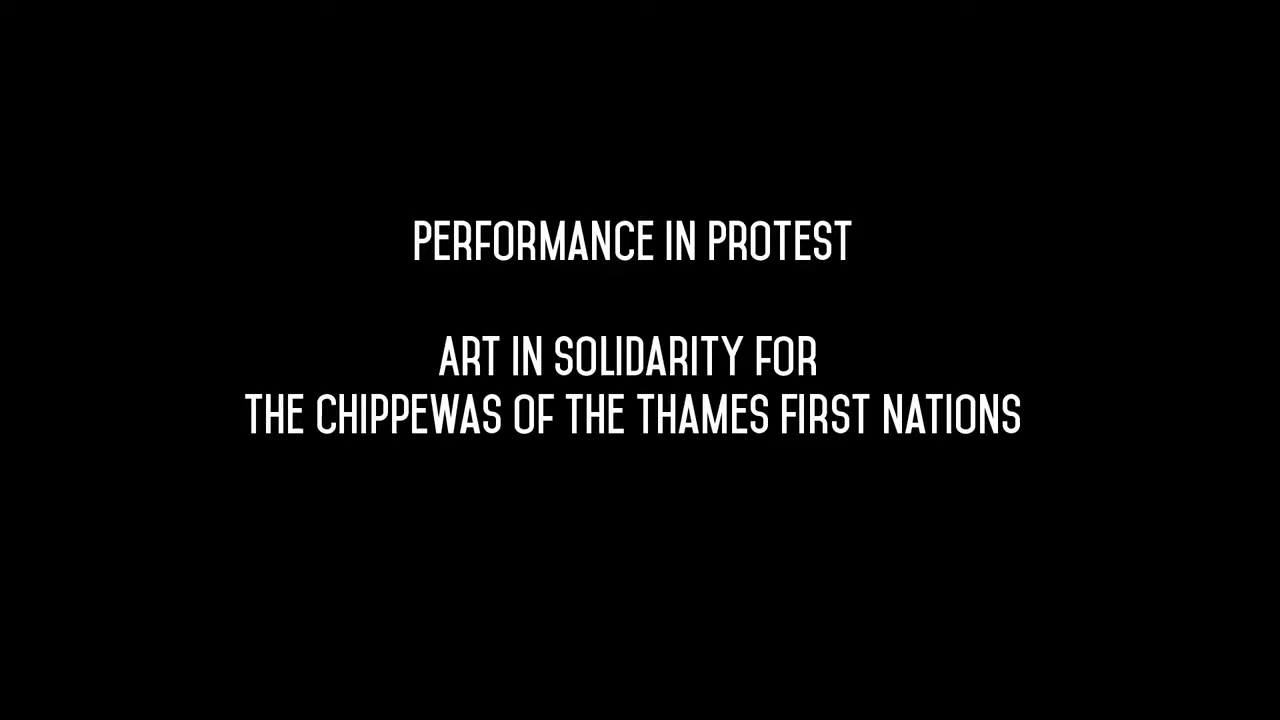 PERFORMANCE IN PROTEST
ART IN SOLIDARITY FOR
THE CHIPPEWAS OF THE THAMES FIRST NATIONS